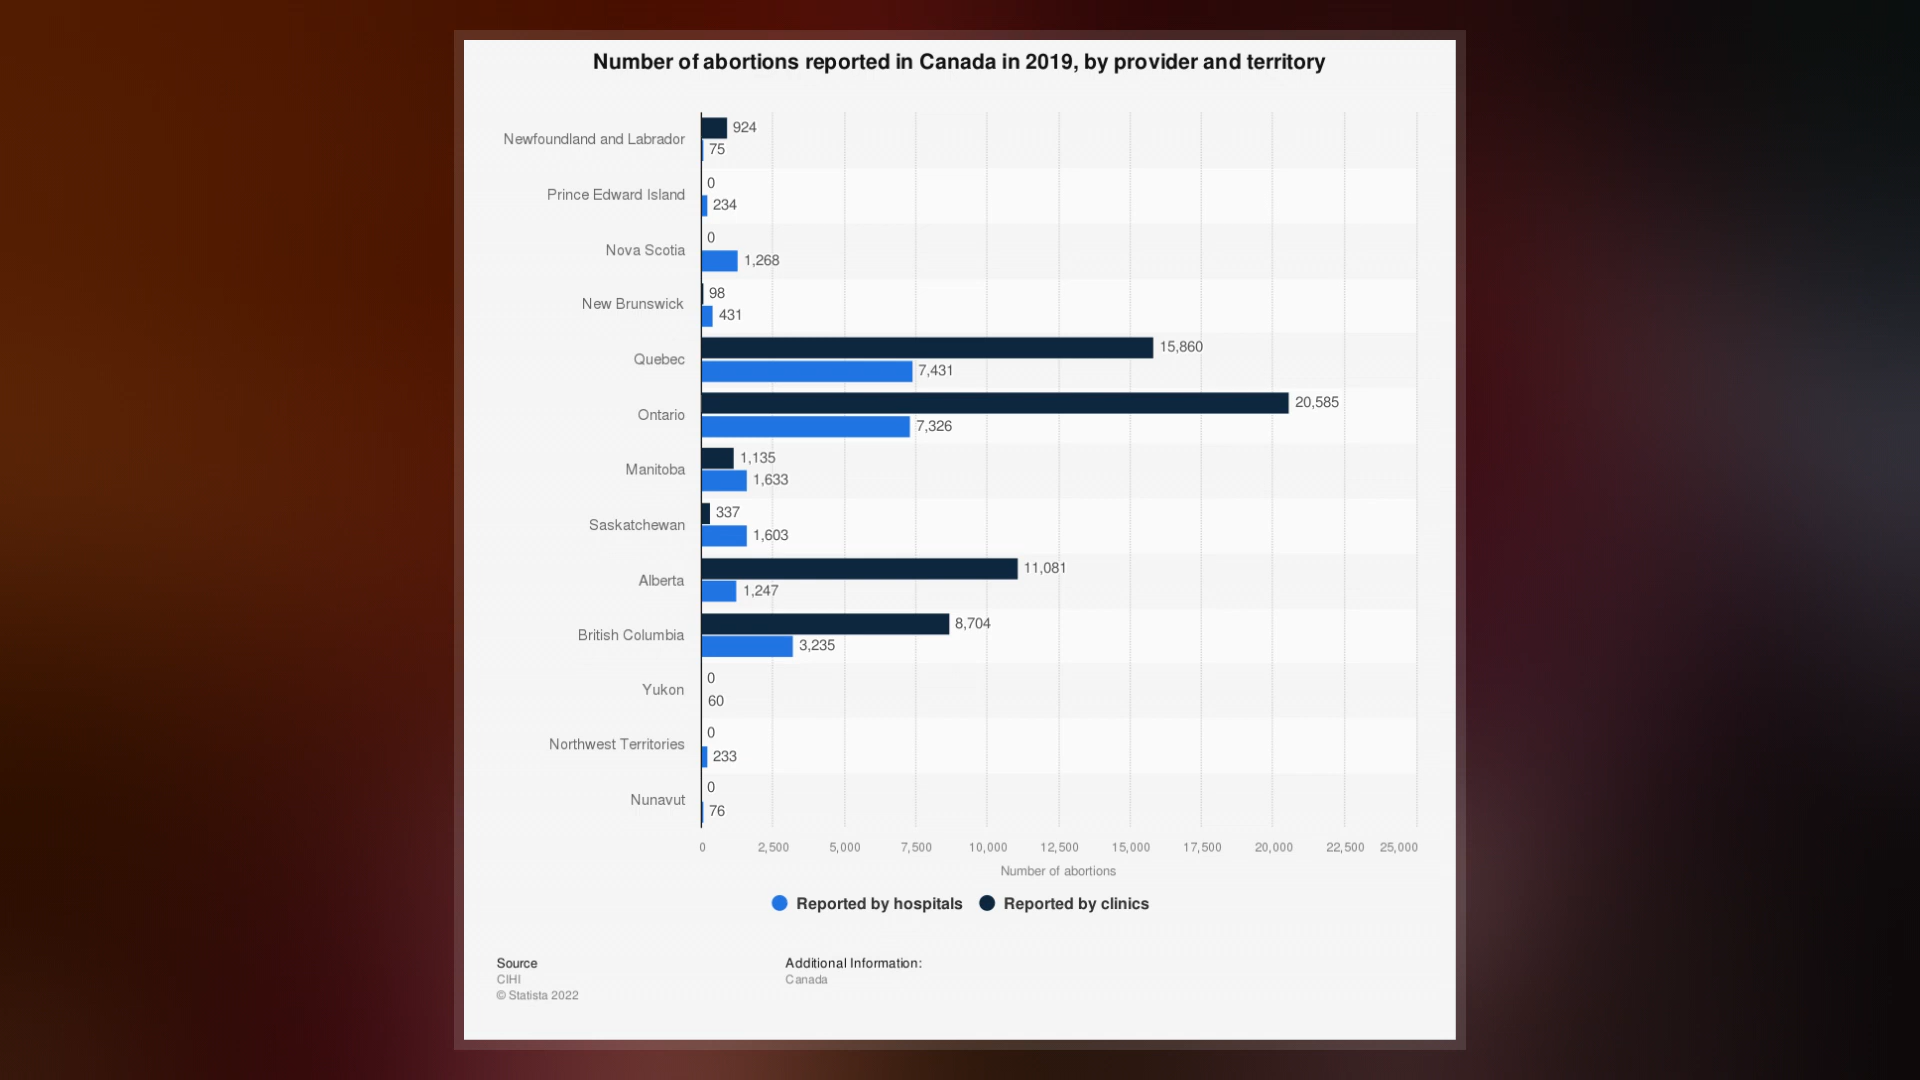 Number of abortions reported in Canada in 2019, by provider and territory
Newfoundland and Labrador
924
75
Prince Edward Island
0
234
Nova Scotia
0
1,268
New Brunswick
98
431
Quebec
15,860
7,431
Ontario
20,585
7,326
Manitoba
1,135
1,633
Saskatchewan
337
1,603
Alberta
11,081
1,247
British Columbia
8,704
3,235
Yukon
0
60
Northwest Territories
0
233
Nunavut
0
76
0 2,500 5,000 7,500 10,000 12,500 15,000 17,500 20,000 22,500 25,000
Number of abortions
Reported by hospitals Reported by clinics
Source
CIHI
© Statista 2022
Additional Information:
Canada